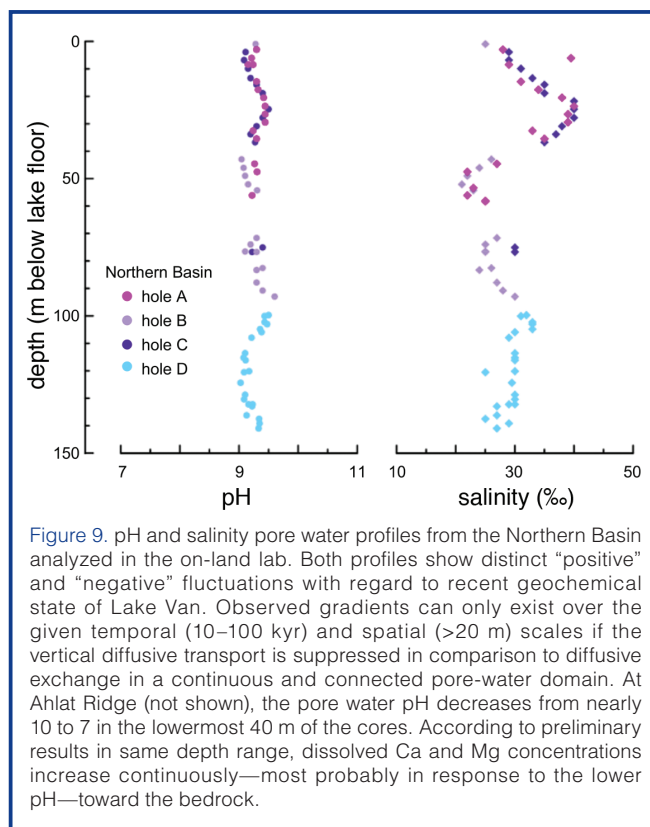 0
50
100
150
depth (m below lake floor)
Northern Basin
hole A
hole B
hole C
hole D
7 9 11
pH
10 30 50
salinity (‰)
Figure 9. pH and salinity pore water profiles from the Northern Basin
analyzed in the on-land lab. Both profiles show distinct “positive”
and “negative” fluctuations with regard to recent geochemical
state of Lake Van. Observed gradients can only exist over the
given temporal (10–100 kyr) and spatial (>20 m) scales if the
vertical diffusive transport is suppressed in comparison to diffusive
exchange in a continuous and connected pore-water domain. At
Ahlat Ridge (not shown), the pore water pH decreases from nearly
10 to 7 in the lowermost 40 m of the cores. According to preliminary
results in same depth range, dissolved Ca and Mg concentrations
increase continuously—most probably in response to the lower
pH—toward the bedrock.